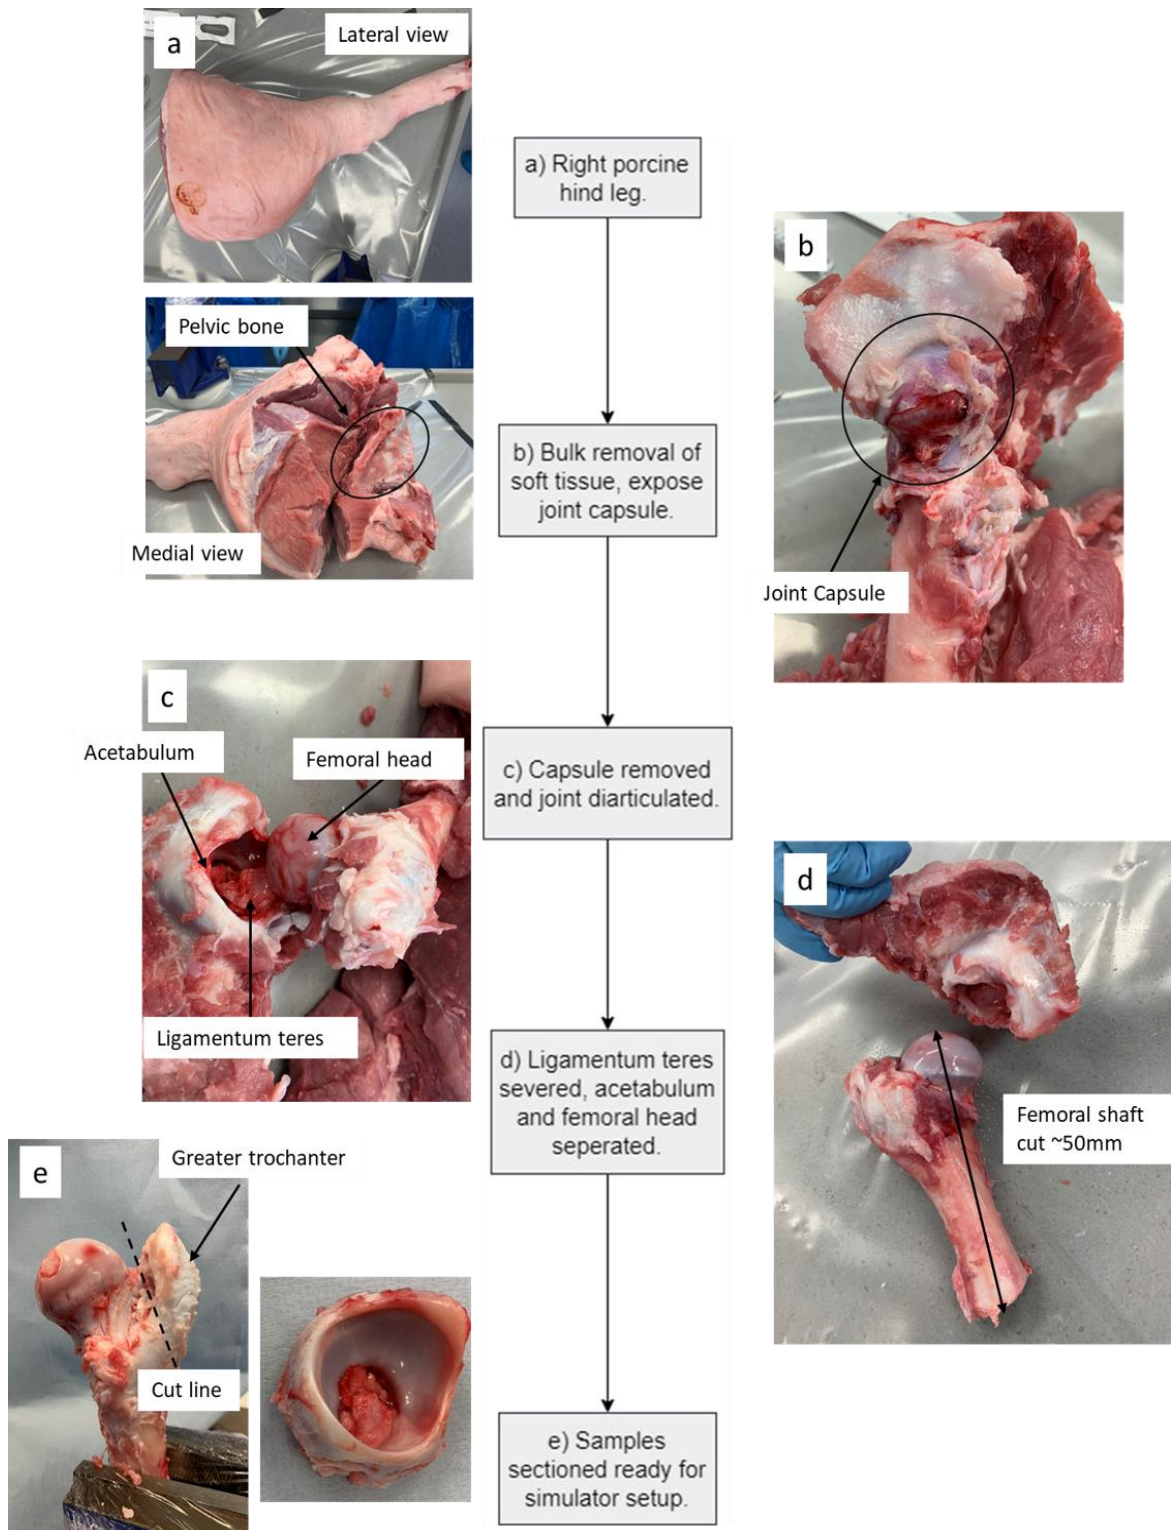 a
Lateral view
a) Right porcine
hind leg.
b
Pelvic bone
Medial view
b) Bulk removal of
soft tissue, expose
joint capsule.
Joint Capsule
c
Acetabulum
Femoral head
Ligamentum teres
c) Capsule removed
and joint diarticulated.
d
d) Ligamentum teres
severed, acetabulum
and femoral head
seperated.
Femoral shaft
cut ~50mm
e
Greater trochanter
Cut line
e) Samples
sectioned ready for
simulator setup.